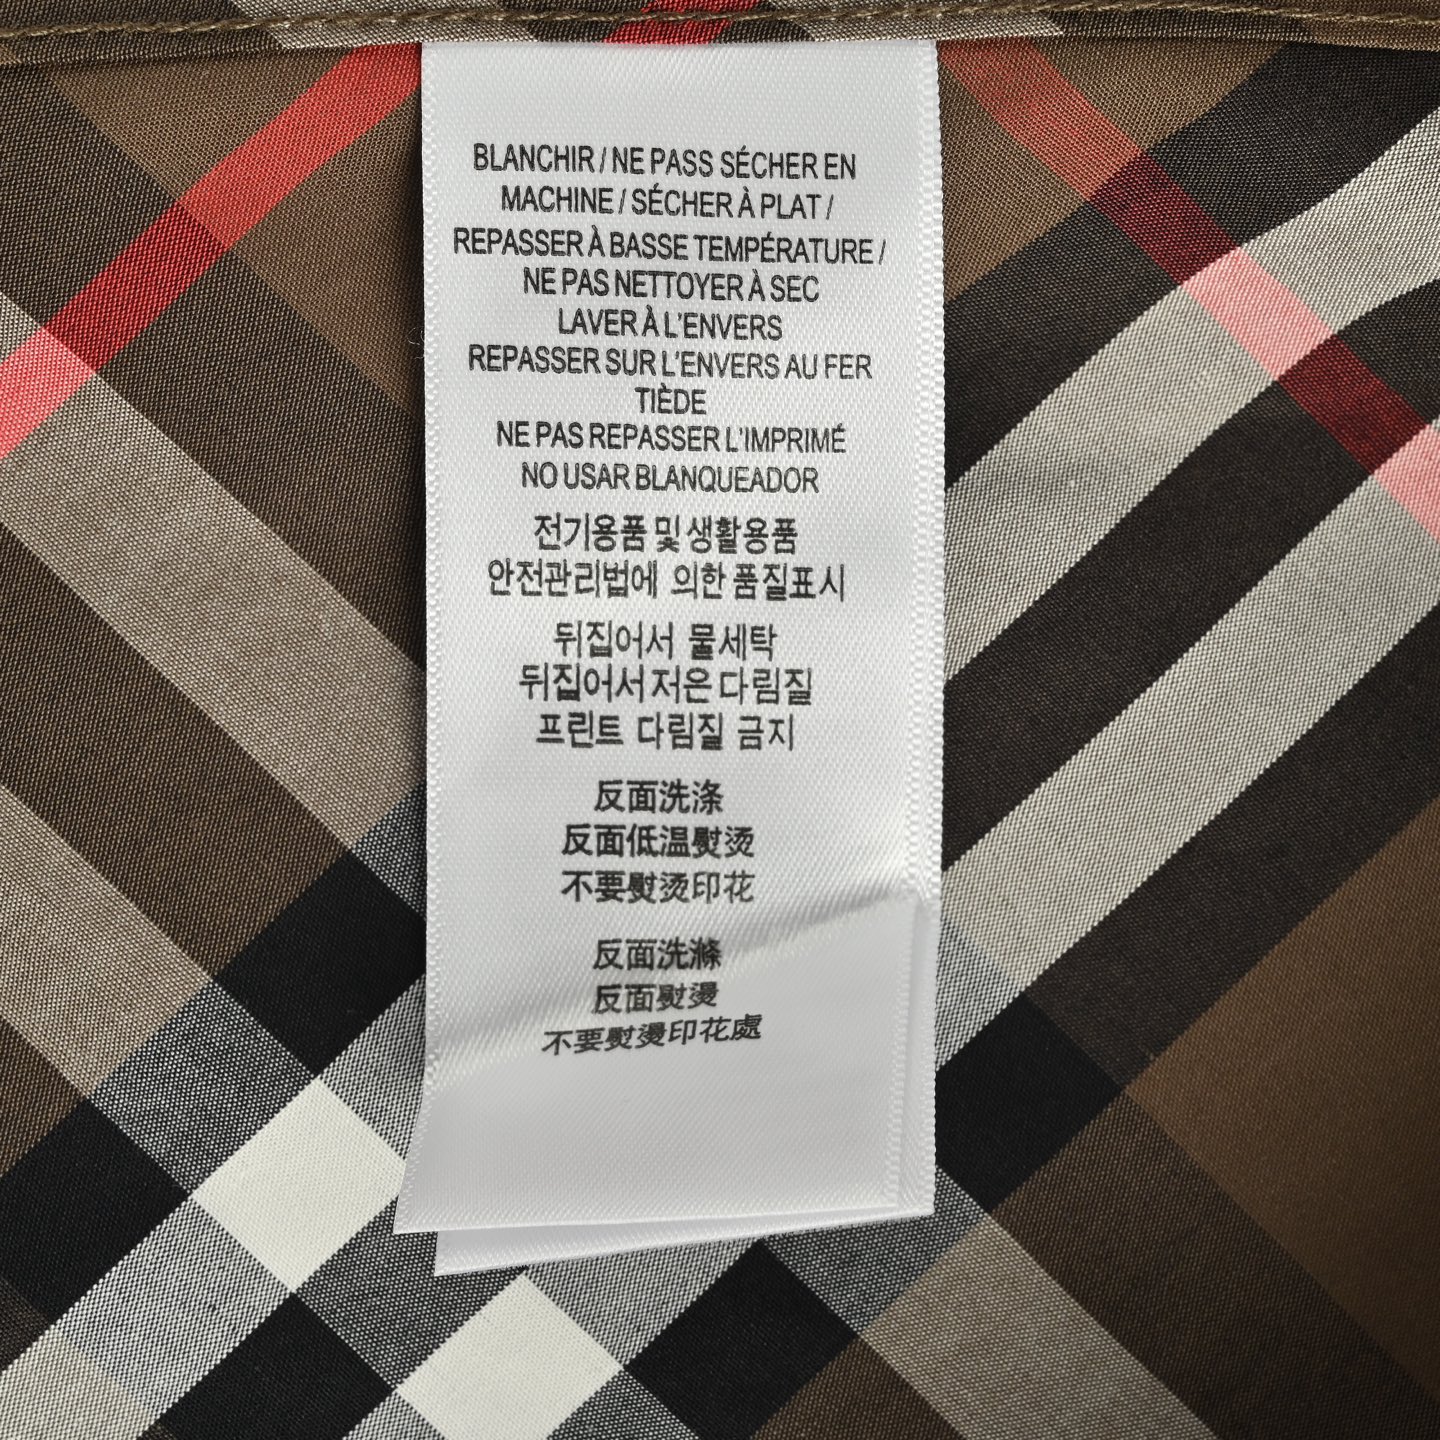 BLANCHIR / NE PASS SÉCHER EN
MACHINE / SÉCHER À PLAT /
REPASSER À BASSE TEMPÉRATURE /
NE PAS NETTOYER À SEC
LAVER À L'ENVERS
REPASSER SUR L'ENVERS AU FER
TIÈDE
NE PAS REPASSER L'IMPRIMÉ
NO USAR BLANQUEADOR
전기용품 및 생활용품
안전관리법에 의한 품질표시
뒤집어서 물세탁
뒤집어서 저은 다림질
프린트 다림질 금지
反面洗涤
反面低温熨烫
不要熨烫印花
反面洗滌
反面熨燙
不要熨燙印花處